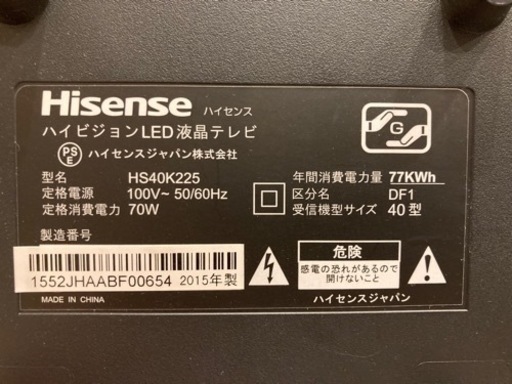 Hisense ハイセンス
ハイビジョンLED液晶テレビ
PSE ハイセンスジャパン株式会社
G
型名 HS40K225
定格電源 100V~ 50/60Hz
定格消費電力 70W
年間消費電力量 77KWh
区分名 DF1
受信機型サイズ 40型
製造番号
1552JHAABF00654 2015年製
MADE IN CHINA
危険
感電の恐れがあるので
開けないこと
ハイセンスジャパン